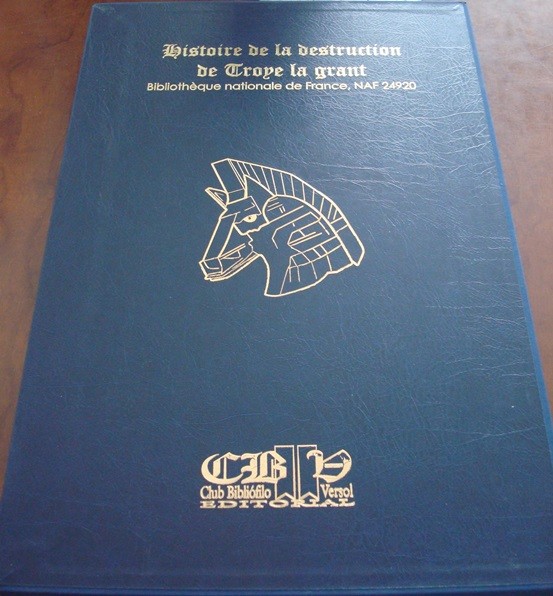 Histoire de la destruction
de Troye la grant
Bibliothèque nationale de France, NAF 24920
CB V
Club Bibliófilo Versol
EDITORIAL